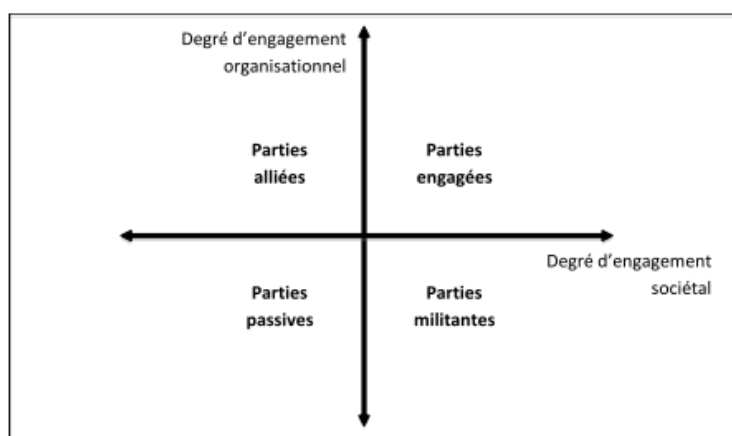 Degré d’engagement
organisationnel
Parties
alliées
Parties
engagées
Degré d’engagement
sociétal
Parties
passives
Parties
militantes